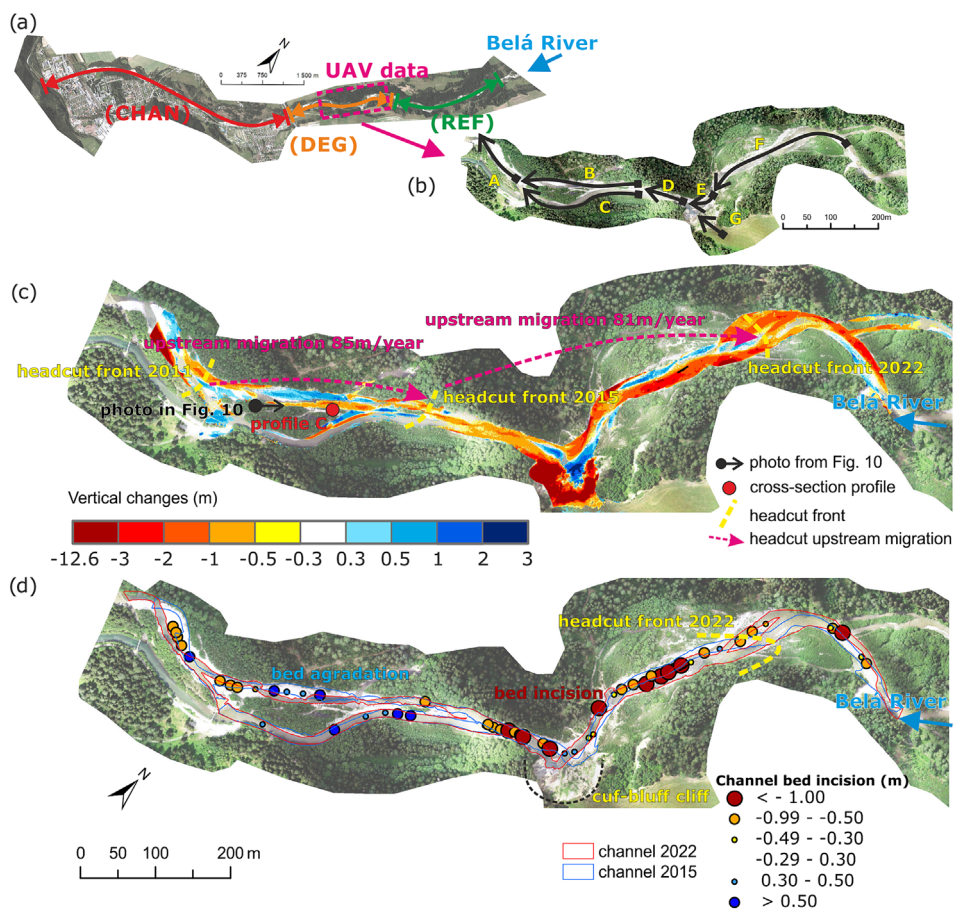 (a)
N
Belá River
0 375 750 1 500 m
UAV data
(CHAN)
(DEG)
(REF)
(b)
F
A
B
D
E
C
G
0 50 100 200m
(c)
upstream migration 81m/year
upstream migration 85m/year
headcut front 2011
headcut front 2022
headcut front 2015
photo in Fig. 10
profile C
Belá River
photo from Fig. 10
cross-section profile
headcut front
headcut upstream migration
Vertical changes (m)
-12.6 -3 -2 -1 -0.5 -0.3 0.3 0.5 1 2 3
(d)
headcut front 2022
bed agradation
bed incision
Belá River
N
cuf-bluff cliff
Channel bed incision (m)
< - 1.00
-0.99 - -0.50
-0.49 - -0.30
-0.29 - 0.30
0.30 - 0.50
> 0.50
0 50 100 200 m
channel 2022
channel 2015